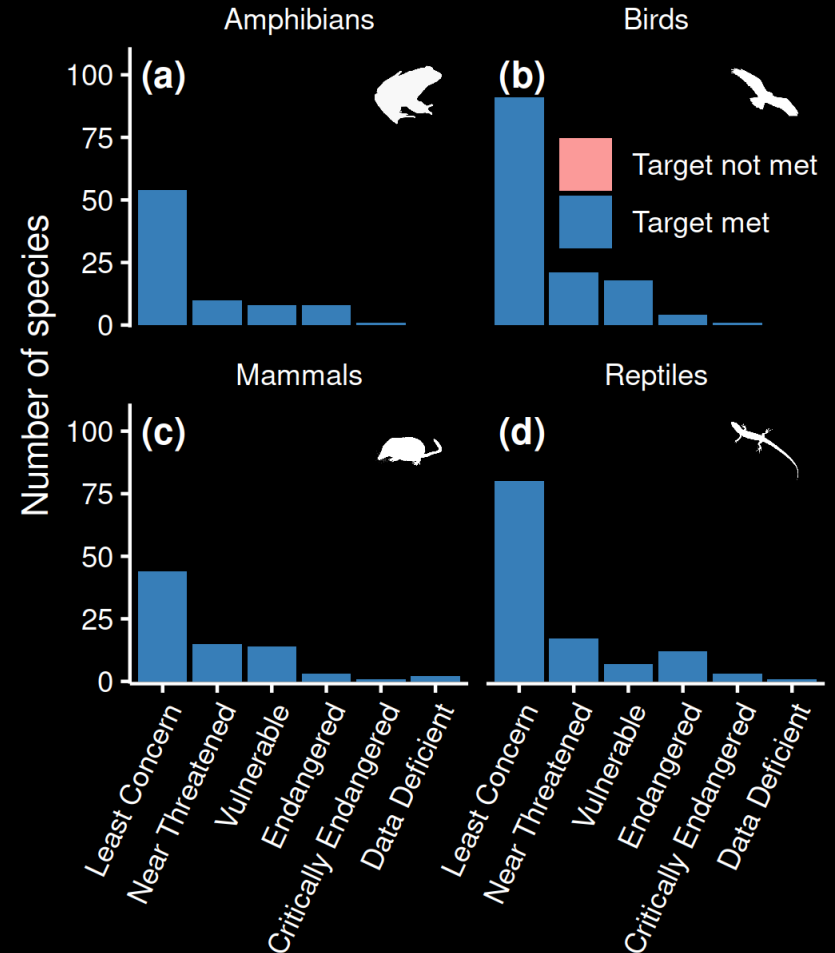 Amphibians
Birds
(a)
(b)
100
75
50
25
0
Target not met
Target met
Number of species
Mammals
Reptiles
(c)
(d)
100
75
50
25
0
Least Concern
Near Threatened
Vulnerable
Endangered
Critically Endangered
Data Deficient
Least Concern
Near Threatened
Vulnerable
Endangered
Critically Endangered
Data Deficient